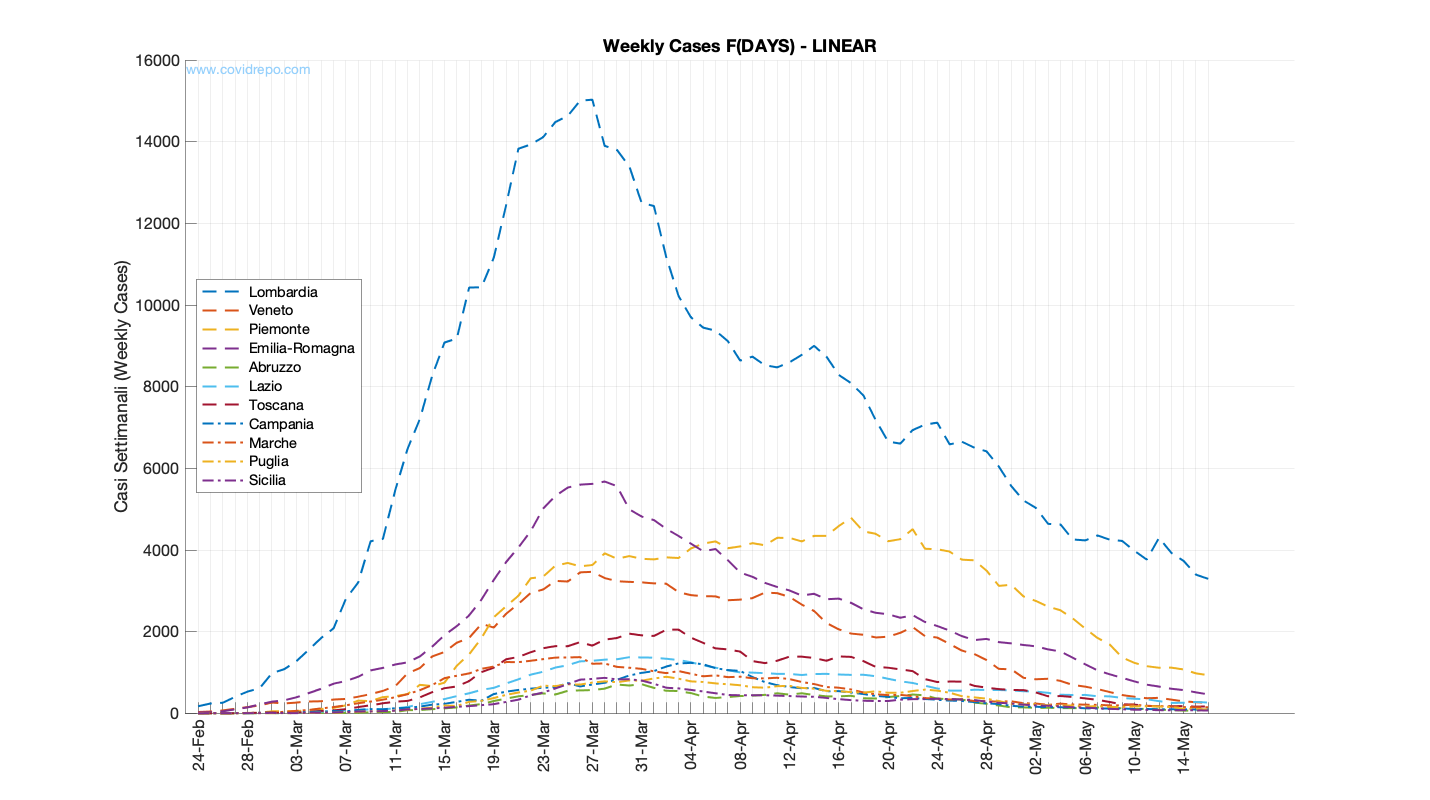 Weekly Cases F(DAYS) - LINEAR
www.covidrepo.com
Casi Settimanali (Weekly Cases)
16000
14000
12000
10000
8000
6000
4000
2000
0
Lombardia
Veneto
Piemonte
Emilia-Romagna
Abruzzo
Lazio
Toscana
Campania
Marche
Puglia
Sicilia
24-Feb
28-Feb
03-Mar
07-Mar
11-Mar
15-Mar
19-Mar
23-Mar
27-Mar
31-Mar
04-Apr
08-Apr
12-Apr
16-Apr
20-Apr
24-Apr
28-Apr
02-May
06-May
10-May
14-May